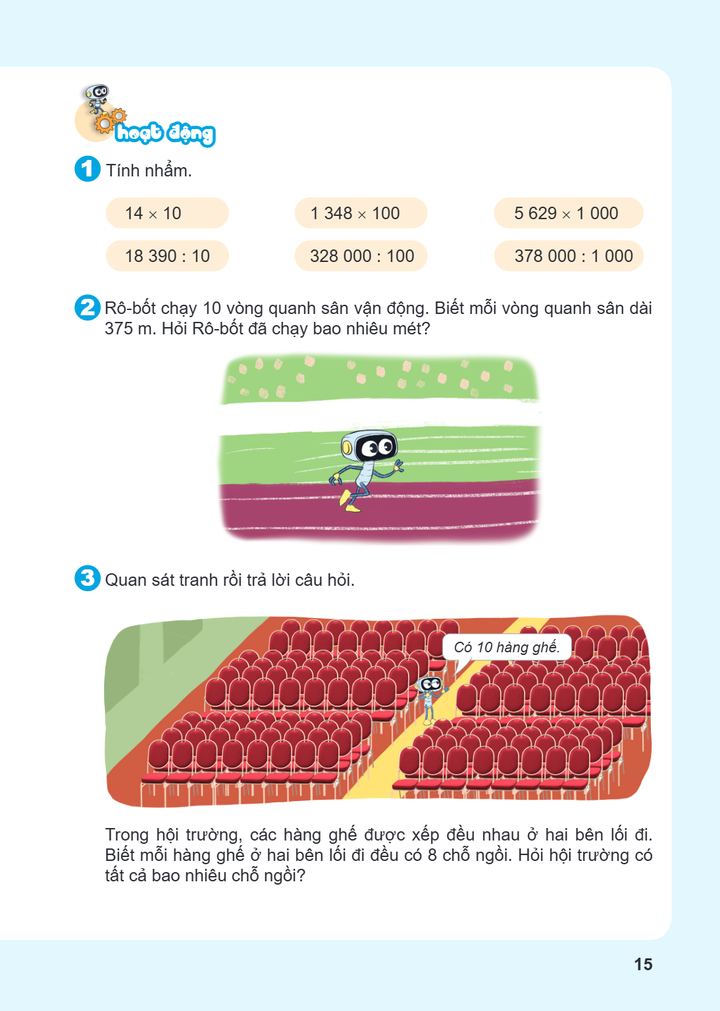 hoạt động
1 Tính nhẩm.
14 × 10 1 348 × 100 5 629 × 1 000
18 390 : 10 328 000 : 100 378 000 : 1 000
2 Rô-bốt chạy 10 vòng quanh sân vận động. Biết mỗi vòng quanh sân dài
375 m. Hỏi Rô-bốt đã chạy bao nhiêu mét?
3 Quan sát tranh rồi trả lời câu hỏi.
Có 10 hàng ghế.
Trong hội trường, các hàng ghế được xếp đều nhau ở hai bên lối đi.
Biết mỗi hàng ghế ở hai bên lối đi đều có 8 chỗ ngồi. Hỏi hội trường có
tất cả bao nhiêu chỗ ngồi?
15